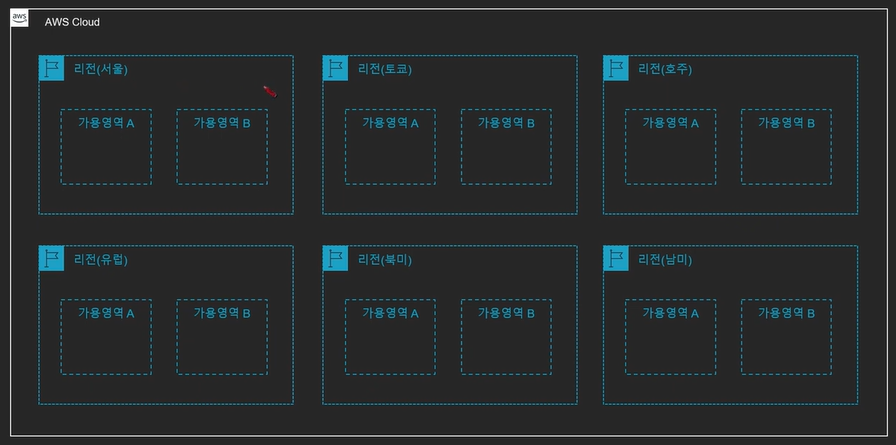 aws
AWS Cloud
리전(서울)
가용영역 A
가용영역 B
리전(토쿄)
가용영역 A
가용영역 B
리전(호주)
가용영역 A
가용영역 B
리전(유럽)
가용영역 A
가용영역 B
리전(북미)
가용영역 A
가용영역 B
리전(남미)
가용영역 A
가용영역 B